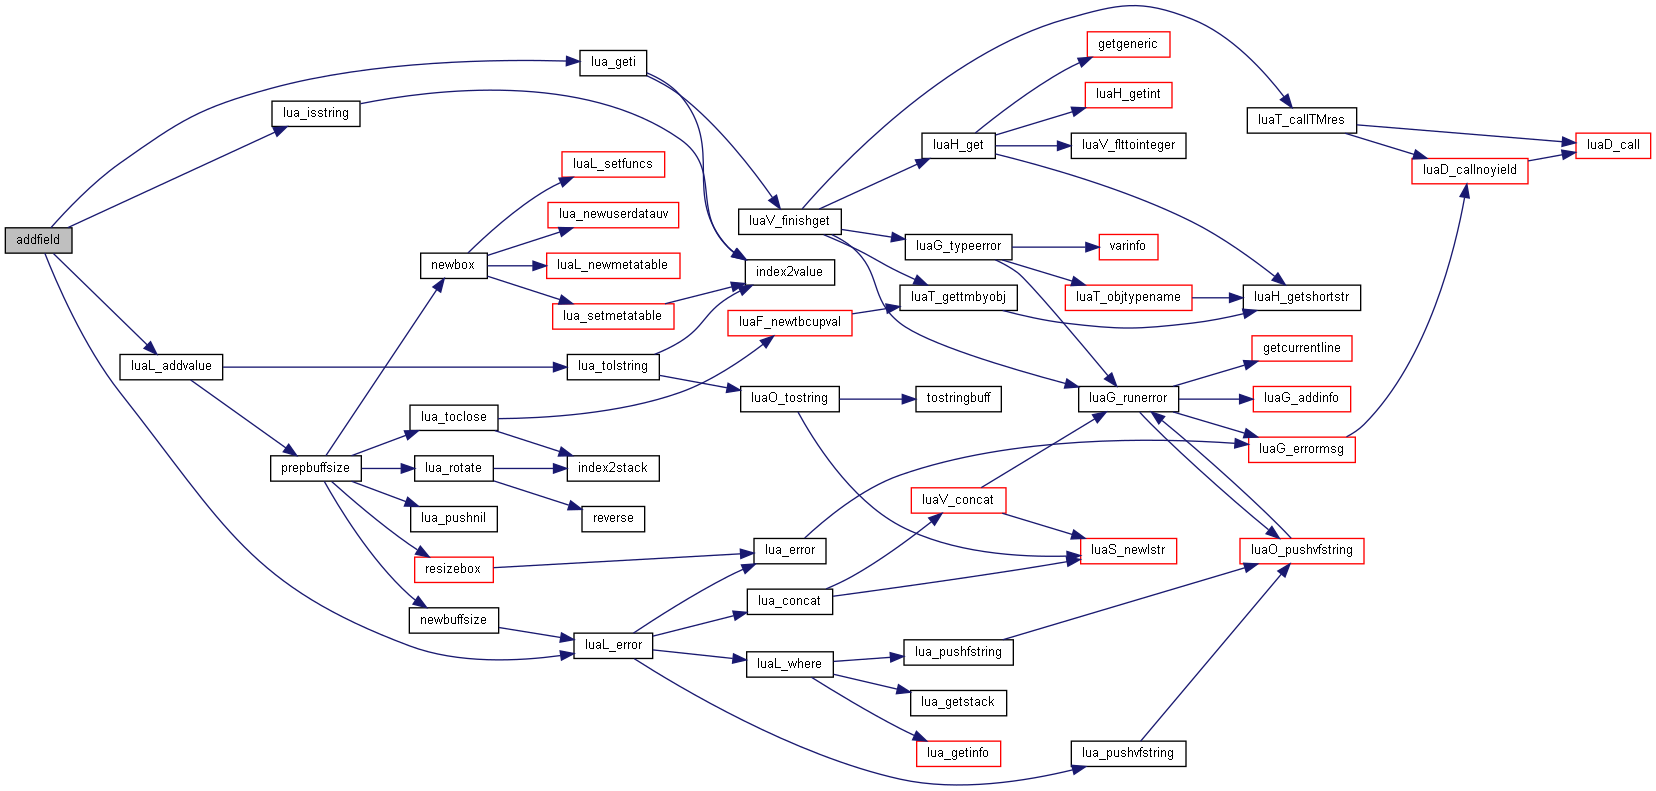 addfield
lua_geti
lua_isstring
luaL_addvalue
prepbuffsize
newbox
luaL_setfuncs
lua_newuserdatauv
luaL_newmetatable
lua_setmetatable
lua_tolstring
lua_toclose
lua_rotate
lua_pushnil
resizebox
newbuffsize
index2stack
reverse
luaL_error
luaV_finishget
index2value
luaF_newtbcupval
luaO_tostring
lua_error
lua_concat
luaL_where
luaH_get
luaG_typeerror
luaT_gettmbyobj
tostringbuff
luaV_concat
lua_pushfstring
lua_getstack
lua_getinfo
getgeneric
luaH_getint
luaV_flttointeger
varinfo
luaT_objtypename
luaG_runerror
luaS_newlstr
lua_pushvfstring
luaT_callTMres
luaH_getshortstr
getcurrentline
luaG_addinfo
luaG_errormsg
luaO_pushvfstring
luaD_callnoyield
luaD_call